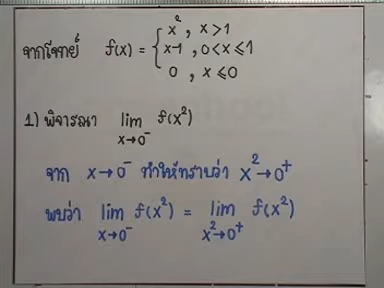 จากโจทย์ f(x) = { x², x>1
x-1, 0<x≤1
0, x≤0
1) พิจารณา lim f(x²)
x→0⁻
จาก x→0⁻ ทำให้ทราบว่า x²→0⁺
พบว่า lim f(x²) = lim f(x²)
x→0⁻ x²→0⁺